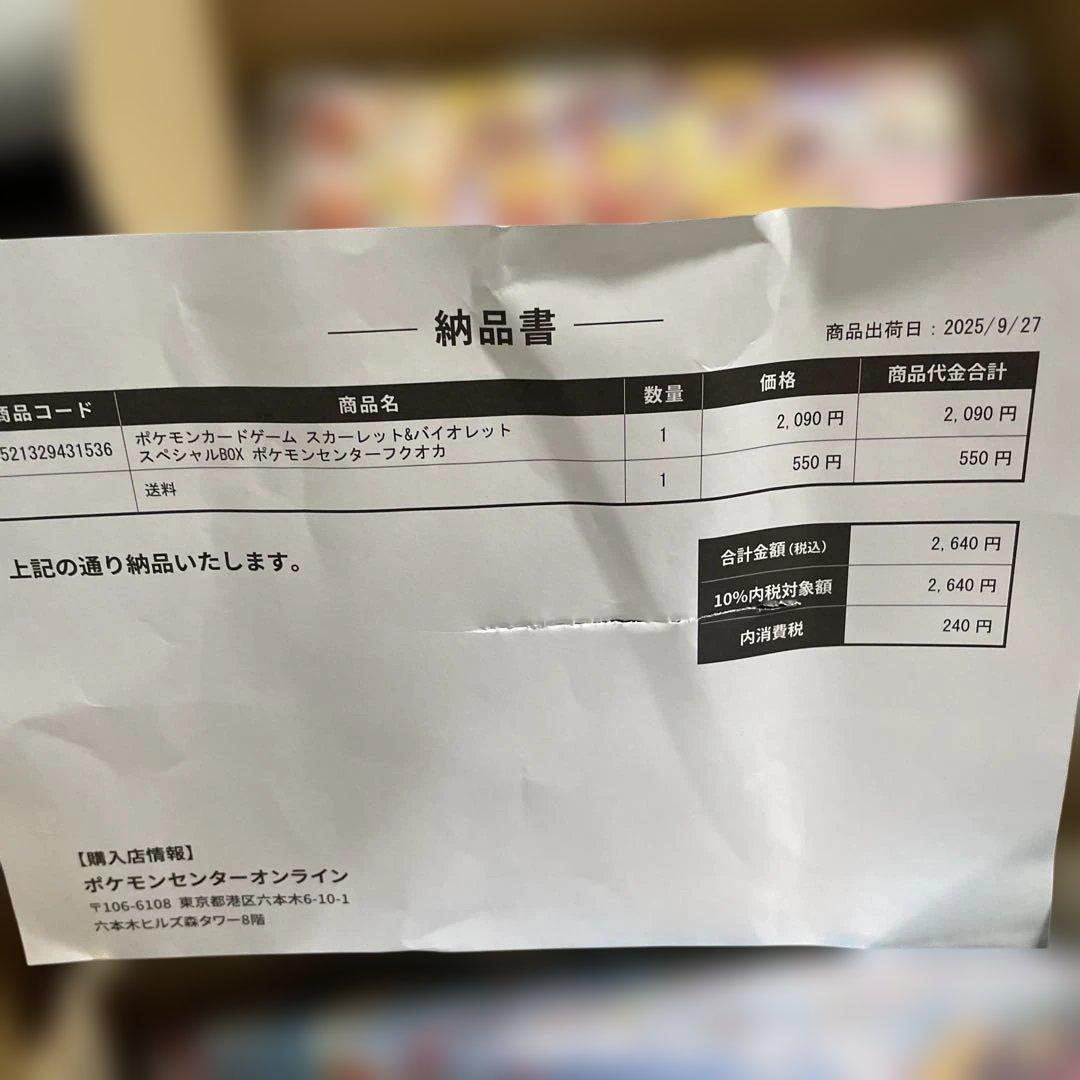 納品書
商品出荷日：2025/9/27
商品コード 商品名 数量 価格 商品代金合計
521329431536 ポケモンカードゲーム スカーレット&バイオレット 1 2,090 円 2,090 円
スペシャルBOX ポケモンセンターフクオカ
送料 1 550 円 550 円
上記の通り納品いたします。
合計金額(税込) 2,640 円
10%内税対象額 2,640 円
内消費税 240 円
【購入店情報】
ポケモンセンターオンライン
〒106-6108 東京都港区六本木6-10-1
六本木ヒルズ森タワー8階